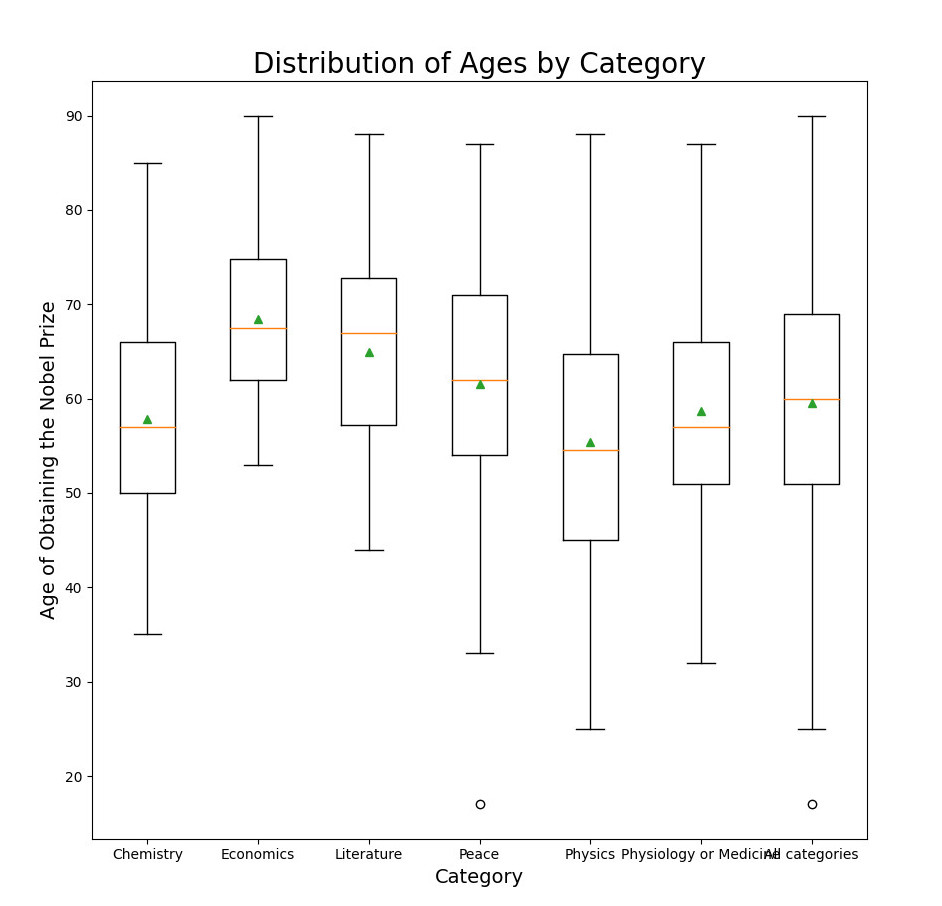 Distribution of Ages by Category
Age of Obtaining the Nobel Prize
90
80
70
60
50
40
30
20
Chemistry Economics Literature Peace Physics Physiology or Medicine All categories
Category